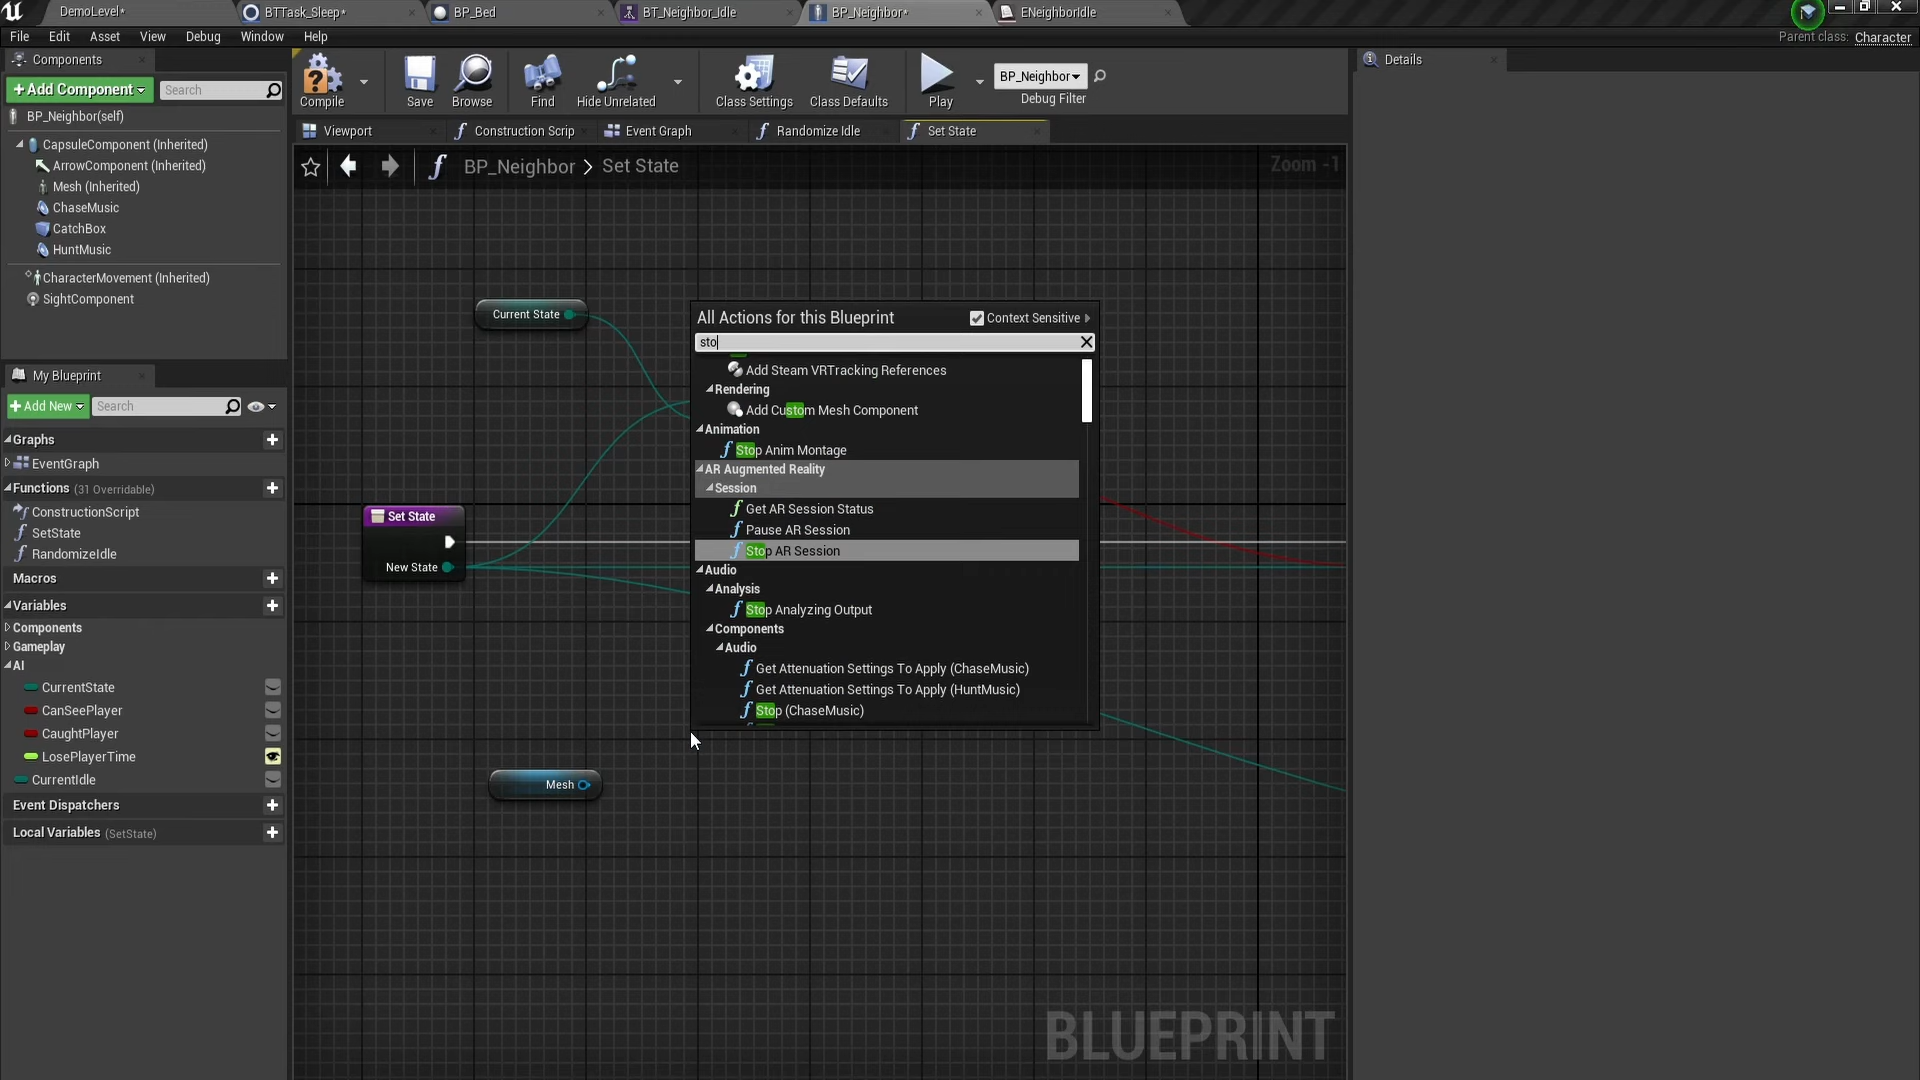 DemoLevel*
BTTask_Sleep*
BP_Bed
BT_Neighbor_Idle
BP_Neighbor*
ENeighborIdle
File
Edit
Asset
View
Debug
Window
Help
Parent class: Character
Components
+Add Component
Search
BP_Neighbor(self)
CapsuleComponent (Inherited)
ArrowComponent (Inherited)
Mesh (Inherited)
ChaseMusic
CatchBox
HuntMusic
CharacterMovement (Inherited)
SightComponent
Compile
Save
Browse
Find
Hide Unrelated
Class Settings
Class Defaults
Play
BP_Neighbor
Debug Filter
Details
Viewport
Construction Scrip
Event Graph
Randomize Idle
Set State
BP_Neighbor > Set State
Zoom -1
Current State
Set State
New State
Mesh
All Actions for this Blueprint
Context Sensitive
sto
Add Steam VRTracking References
Rendering
Add Custom Mesh Component
Animation
Stop Anim Montage
AR Augmented Reality
Session
Get AR Session Status
Pause AR Session
Stop AR Session
Audio
Analysis
Stop Analyzing Output
Components
Audio
Get Attenuation Settings To Apply (ChaseMusic)
Get Attenuation Settings To Apply (HuntMusic)
Stop (ChaseMusic)
My Blueprint
+Add New
Search
Graphs
EventGraph
Functions (31 Overridable)
ConstructionScript
SetState
RandomizeIdle
Macros
Variables
Components
Gameplay
AI
CurrentState
CanSeePlayer
CaughtPlayer
LosePlayerTime
CurrentIdle
Event Dispatchers
Local Variables (SetState)
BLUEPRINT